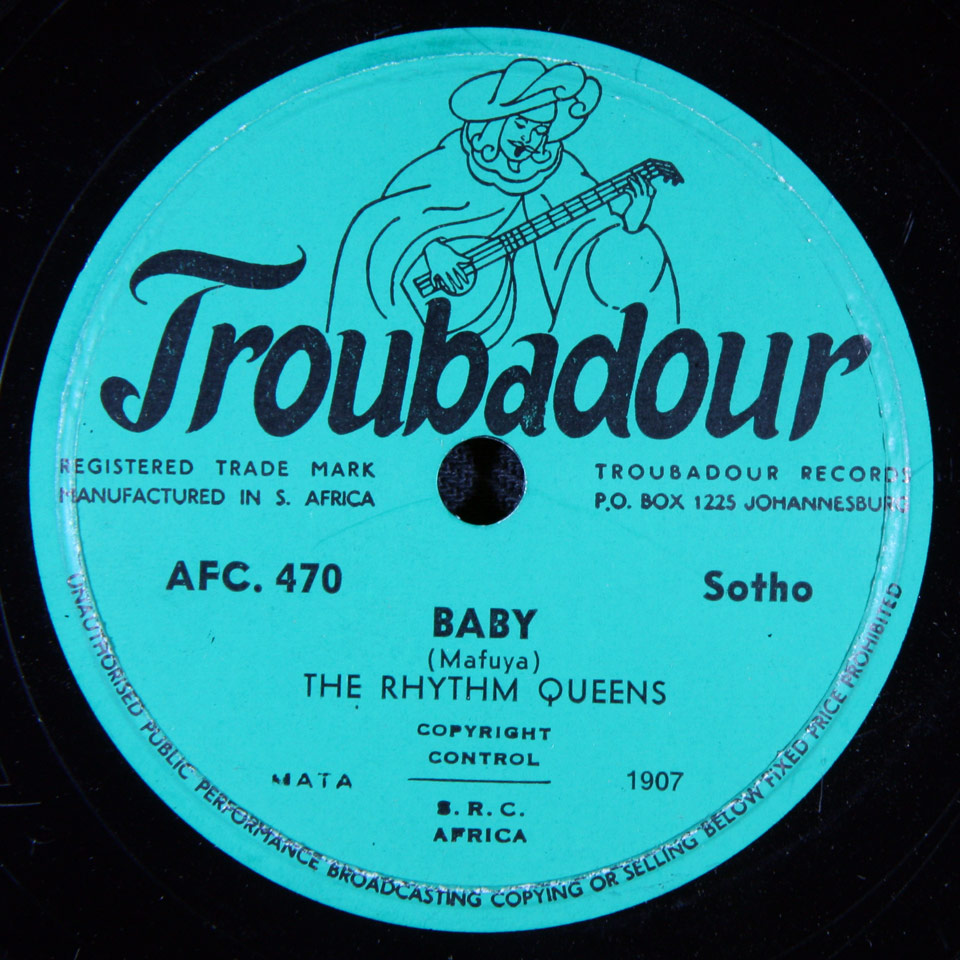 Troubadour
REGISTERED TRADE MARK
MANUFACTURED IN S. AFRICA
TROUBADOUR RECORDS
P.O. BOX 1225 JOHANNESBURG
AFC. 470
Sotho
BABY
(Mafuya)
THE RHYTHM QUEENS
COPYRIGHT
CONTROL
MATA
1907
S. R. C.
AFRICA
UNAUTHORISED PUBLIC PERFORMANCE BROADCASTING COPYING OR SELLING BELOW FIXED PRICE PROHIBITED